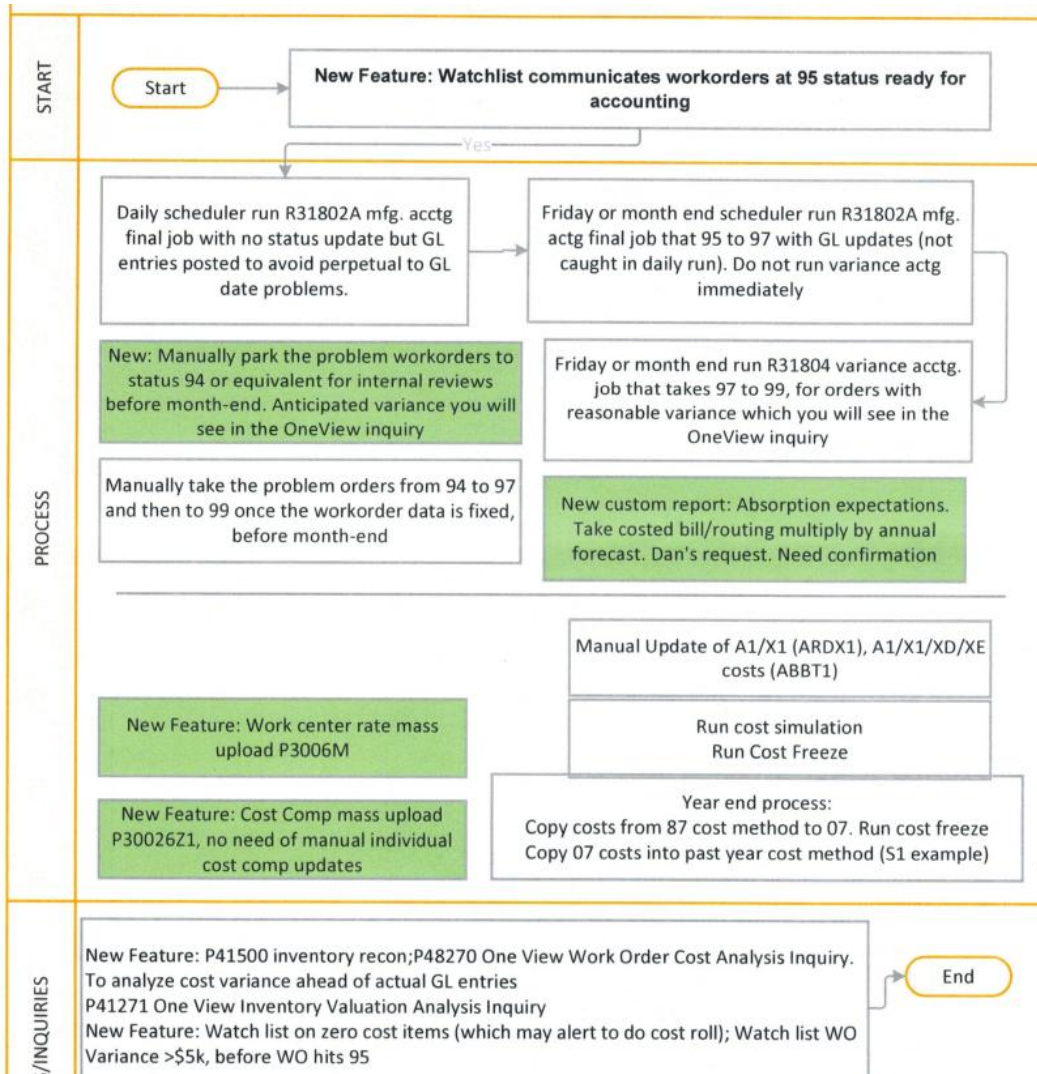 START
Start
New Feature: Watchlist communicates workorders at 95 status ready for
accounting
Yes
PROCESS
Daily scheduler run R31802A mfg. acctg
final job with no status update but GL
entries posted to avoid perpetual to GL
date problems.
Friday or month end scheduler run R31802A mfg.
actg final job that 95 to 97 with GL updates (not
caught in daily run). Do not run variance actg
immediately
New: Manually park the problem workorders to
status 94 or equivalent for internal reviews
before month-end. Anticipated variance you will
see in the OneView inquiry
Friday or month end run R31804 variance acctg.
job that takes 97 to 99, for orders with
reasonable variance which you will see in the
OneView inquiry
Manually take the problem orders from 94 to 97
and then to 99 once the workorder data is fixed,
before month-end
New custom report: Absorption expectations.
Take costed bill/routing multiply by annual
forecast. Dan's request. Need confirmation
Manual Update of A1/X1 (ARDX1), A1/X1/XD/XE
costs (ABBT1)
New Feature: Work center rate mass
upload P3006M
Run cost simulation
Run Cost Freeze
New Feature: Cost Comp mass upload
P30026Z1, no need of manual individual
cost comp updates
Year end process:
Copy costs from 87 cost method to 07. Run cost freeze
Copy 07 costs into past year cost method (S1 example)
S/INQUIRIES
New Feature: P41500 inventory recon;P48270 One View Work Order Cost Analysis Inquiry.
To analyze cost variance ahead of actual GL entries
P41271 One View Inventory Valuation Analysis Inquiry
New Feature: Watch list on zero cost items (which may alert to do cost roll); Watch list WO
Variance >$5k, before WO hits 95
End